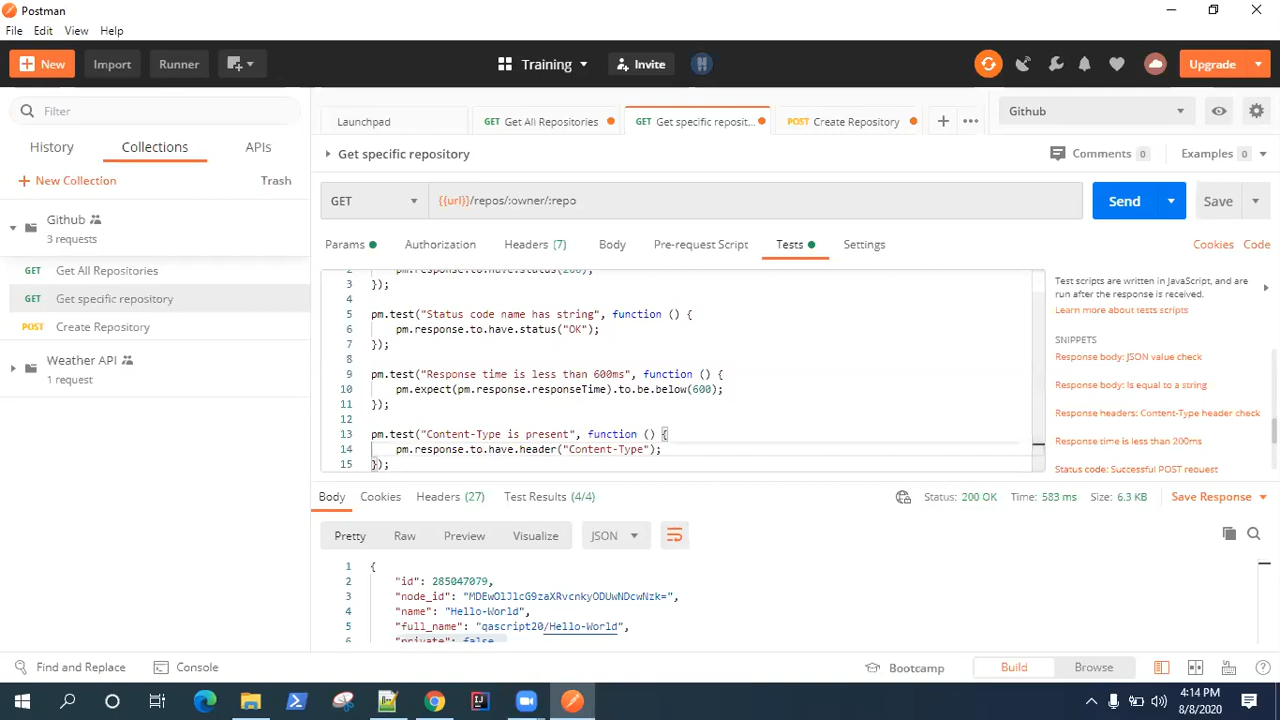 Postman
File Edit View Help
New Import Runner Training Invite Upgrade
Filter
History Collections APIs
New Collection Trash
Github
3 requests
GET Get All Repositories
GET Get specific repository
POST Create Repository
Weather API
1 request
Launchpad GET Get All Repositories GET Get specific reposit... POST Create Repository
Github
Get specific repository Comments 0 Examples 0
GET {{url}}/repos/:owner/:repo Send Save
Params Authorization Headers (7) Body Pre-request Script Tests Settings Cookies Code
2 pm.response.to.have.status(200);
3 });
4
5 pm.test("Status code name has string", function () {
6 pm.response.to.have.status("OK");
7 });
8
9 pm.test("Response time is less than 600ms", function () {
10 pm.expect(pm.response.responseTime).to.be.below(600);
11 });
12
13 pm.test("Content-Type is present", function () {
14 pm.response.to.have.header("Content-Type");
15 });
Test scripts are written in JavaScript, and are
run after the response is received.
Learn more about tests scripts
SNIPPETS
Response body: JSON value check
Response body: Is equal to a string
Response headers: Content-Type header check
Response time is less than 200ms
Status code: Successful POST request
Body Cookies Headers (27) Test Results (4/4) Status: 200 OK Time: 583 ms Size: 6.3 KB Save Response
Pretty Raw Preview Visualize JSON
1 {
2 "id": 285047079,
3 "node_id": "MDEwOlJlcG9zaXRvcnkyODUwNDcwNzk=",
4 "name": "Hello-World",
5 "full_name": "qascript20/Hello-World",
6 "private": false,
Find and Replace Console Bootcamp Build Browse
4:14 PM
8/8/2020